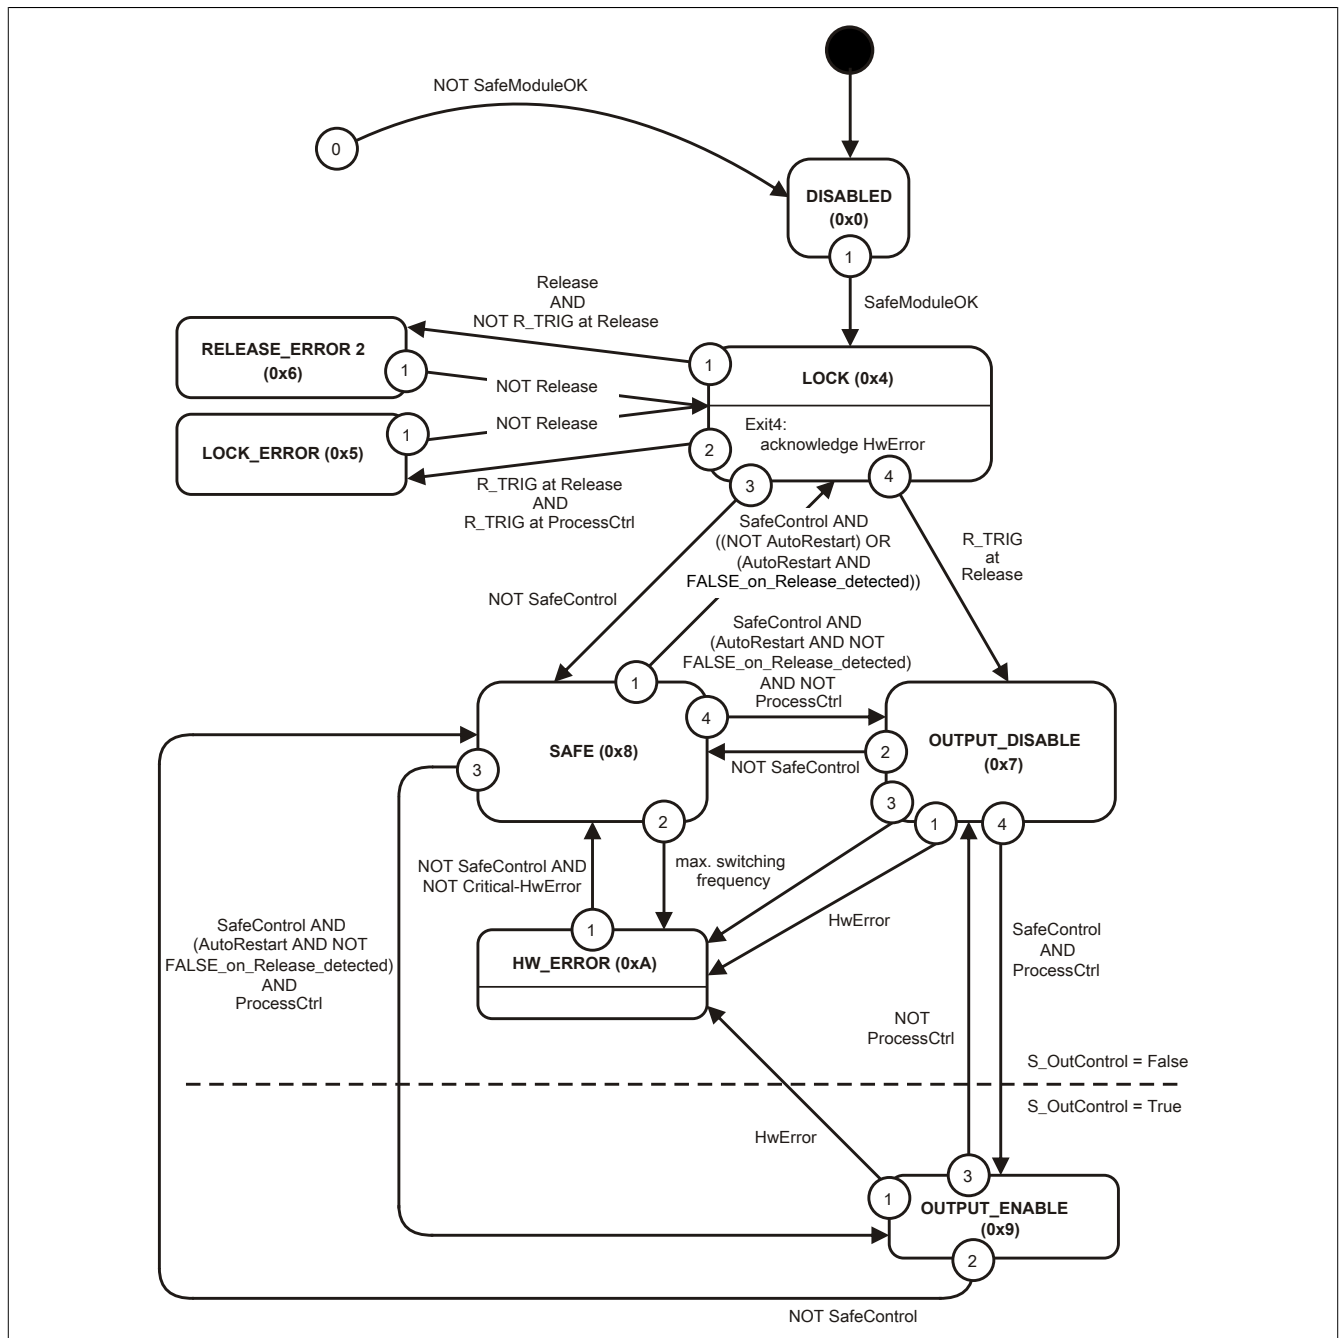 NOT SafeModuleOK
0
DISABLED
(0x0)
1
SafeModuleOK
Release
AND
NOT R_TRIG at Release
RELEASE_ERROR 2
(0x6)
1
NOT Release
1
LOCK (0x4)
LOCK_ERROR (0x5)
1
NOT Release
2
Exit4:
acknowledge HwError
3
4
R_TRIG at Release
AND
R_TRIG at ProcessCtrl
SafeControl AND
((NOT AutoRestart) OR
(AutoRestart AND
FALSE_on_Release_detected))
R_TRIG
at
Release
NOT SafeControl
SafeControl AND
(AutoRestart AND NOT
FALSE_on_Release_detected)
AND NOT
ProcessCtrl
1
4
SAFE (0x8)
3
2
NOT SafeControl
OUTPUT_DISABLE
(0x7)
2
3
1
4
NOT SafeControl AND
NOT Critical-HwError
max. switching
frequency
HwError
1
HW_ERROR (0xA)
SafeControl AND
(AutoRestart AND NOT
FALSE_on_Release_detected)
AND
ProcessCtrl
SafeControl
AND
ProcessCtrl
NOT
ProcessCtrl
S_OutControl = False
S_OutControl = True
HwError
3
1
OUTPUT_ENABLE
(0x9)
2
NOT SafeControl